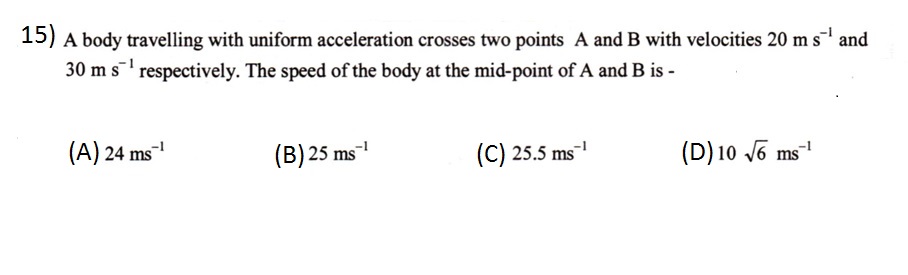 15) A body travelling with uniform acceleration crosses two points A and B with velocities 20 m s⁻¹ and
30 m s⁻¹ respectively. The speed of the body at the mid-point of A and B is -
(A) 24 ms⁻¹ (B) 25 ms⁻¹ (C) 25.5 ms⁻¹ (D) 10 √6 ms⁻¹